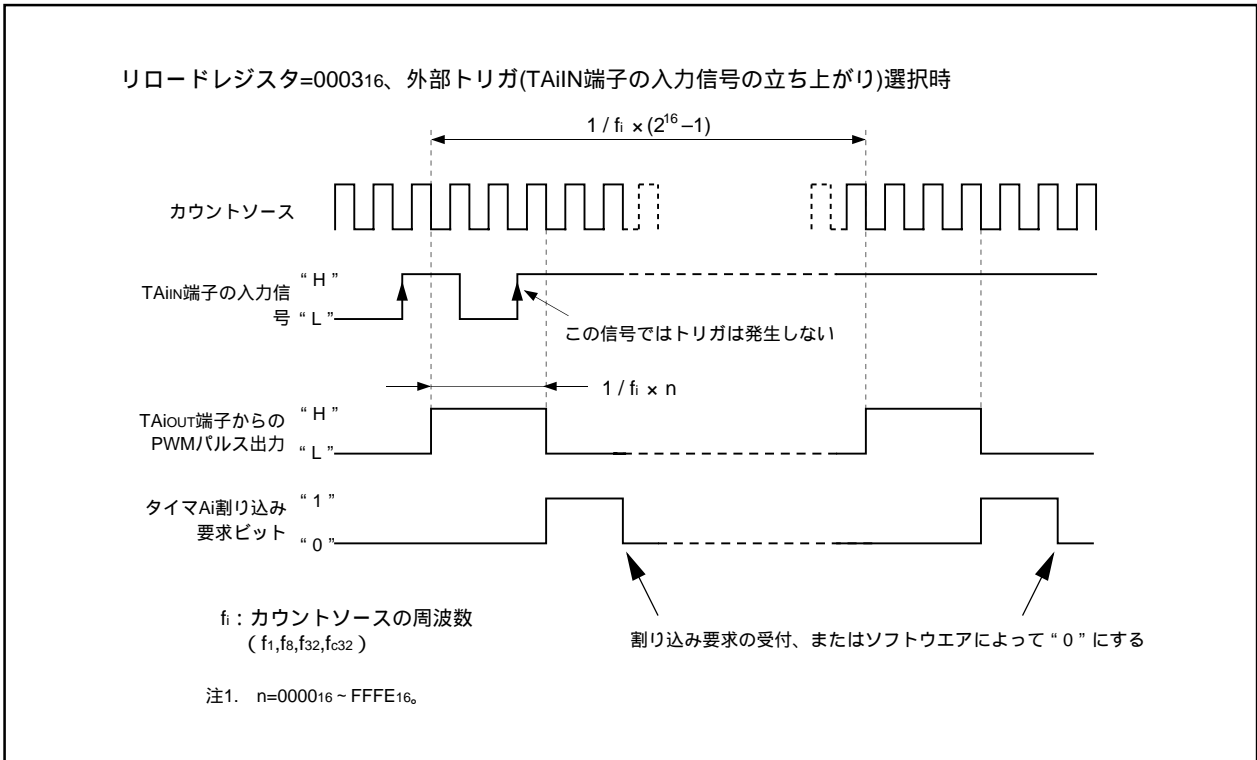 リロードレジスタ=000316、外部トリガ(TAiIN端子の入力信号の立ち上がり)選択時
1 / fi × (2^16 –1)
カウントソース
TAiIN端子の入力信
号
“ H ”
“ L ”
この信号ではトリガは発生しない
1 / fi × n
TAiOUT端子からの
PWMパルス出力
“ H ”
“ L ”
タイマAi割り込み
要求ビット
“ 1 ”
“ 0 ”
fi : カウントソースの周波数
( f1,f8,f32,fC32 )
割り込み要求の受付、またはソフトウエアによって “ 0 ” にする
注1. n=000016 ~ FFFE16。